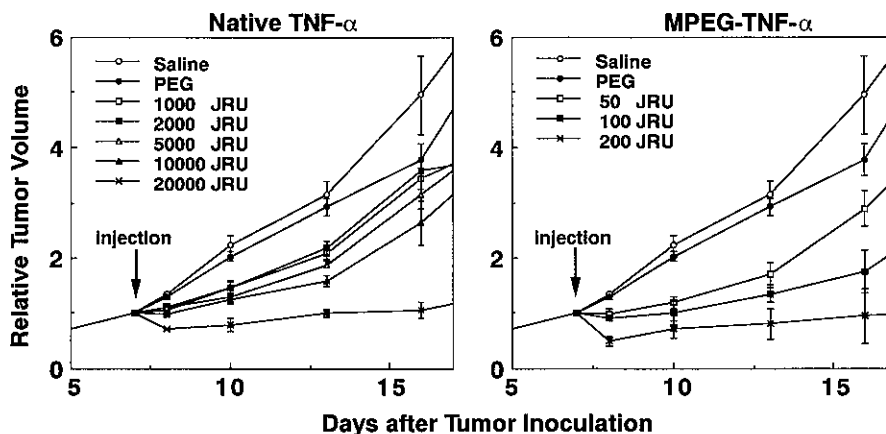 Native TNF-α
MPEG-TNF-α
Relative Tumor Volume
6
4
2
0
Saline
PEG
1000 JRU
2000 JRU
5000 JRU
10000 JRU
20000 JRU
injection
5
10
15
6
4
2
0
Saline
PEG
50 JRU
100 JRU
200 JRU
injection
5
10
15
Days after Tumor Inoculation